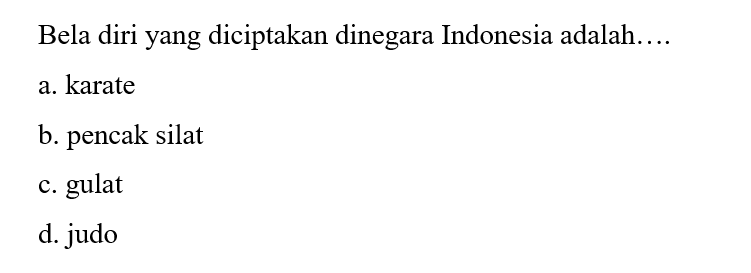 Bela diri yang diciptakan dinegara Indonesia adalah….
a. karate
b. pencak silat
c. gulat
d. judo